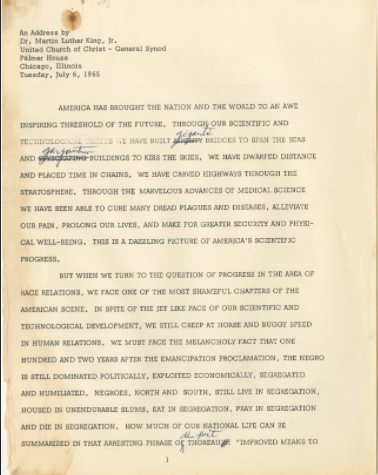 An Address by
Dr. Martin Luther King, Jr.
United Church of Christ - General Synod
Palmer House
Chicago, Illinois
Tuesday, July 6, 1965
AMERICA HAS BROUGHT THE NATION AND THE WORLD TO AN AWE
INSPIRING THRESHOLD OF THE FUTURE. THROUGH OUR SCIENTIFIC AND
gigantic
TECHNOLOGICAL GENIUS WE HAVE BUILT MIGHTY BRIDGES TO SPAN THE SEAS
gargantuan
AND SKYSCRAPING BUILDINGS TO KISS THE SKIES. WE HAVE DWARFED DISTANCE
AND PLACED TIME IN CHAINS. WE HAVE CARVED HIGHWAYS THROUGH THE
STRATOSPHERE. THROUGH THE MARVELOUS ADVANCES OF MEDICAL SCIENCE
WE HAVE BEEN ABLE TO CURE MANY DREAD PLAGUES AND DISEASES, ALLEVIATE
OUR PAIN, PROLONG OUR LIVES, AND MAKE FOR GREATER SECURITY AND PHYSI-
CAL WELL-BEING. THIS IS A DAZZLING PICTURE OF AMERICA'S SCIENTIFIC
PROGRESS.
BUT WHEN WE TURN TO THE QUESTION OF PROGRESS IN THE AREA OF
RACE RELATIONS, WE FACE ONE OF THE MOST SHAMEFUL CHAPTERS OF THE
AMERICAN SCENE. IN SPITE OF THE JET LIKE PACE OF OUR SCIENTIFIC AND
TECHNOLOGICAL DEVELOPMENT, WE STILL CREEP AT HORSE AND BUGGY SPEED
IN HUMAN RELATIONS. WE MUST FACE THE MELANCHOLY FACT THAT ONE
HUNDRED AND TWO YEARS AFTER THE EMANCIPATION PROCLAMATION, THE NEGRO
IS STILL DOMINATED POLITICALLY, EXPLOITED ECONOMICALLY, SEGREGATED
AND HUMILIATED. NEGROES, NORTH AND SOUTH, STILL LIVE IN SEGREGATION,
HOUSED IN UNENDURABLE SLUMS, EAT IN SEGREGATION, PRAY IN SEGREGATION
AND DIE IN SEGREGATION. HOW MUCH OF OUR NATIONAL LIFE CAN BE
the poet
SUMMARIZED IN THAT ARRESTING PHRASE OF THOREAU: "IMPROVED MEANS TO
1